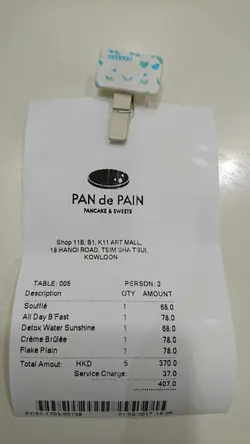 PAN de PAIN
PANCAKE & SWEETS
Shop 11B, B1, K11 ART MALL,
18 HANOI ROAD, TSIM SHA TSUI,
KOWLOON
TABLE: 005 PERSON: 2
Description QTY AMOUNT
Soufflé 1 68.0
All Day B'Fast 1 78.0
Detox Water Sunshine 1 68.0
Crème Brûlée 1 78.0
Flake Plain 1 78.0
Total Amout: HKD 5 370.0
Service Charge: 37.0
407.0